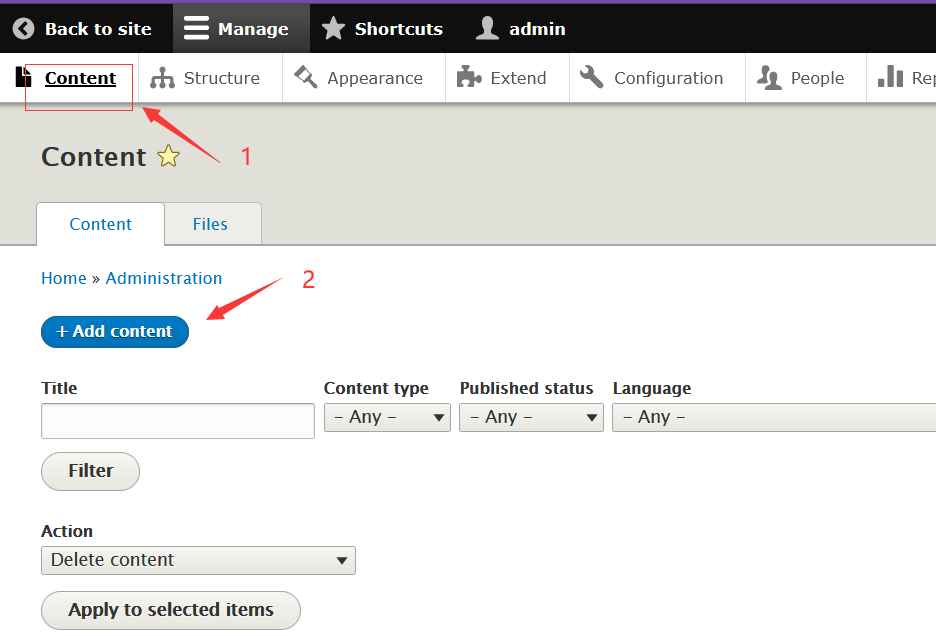 Back to site Manage Shortcuts admin
Content Structure Appearance Extend Configuration People
1
Content
Content Files
Home » Administration
2
+ Add content
Title Content type Published status Language
– Any – – Any – – Any –
Filter
Action
Delete content
Apply to selected items